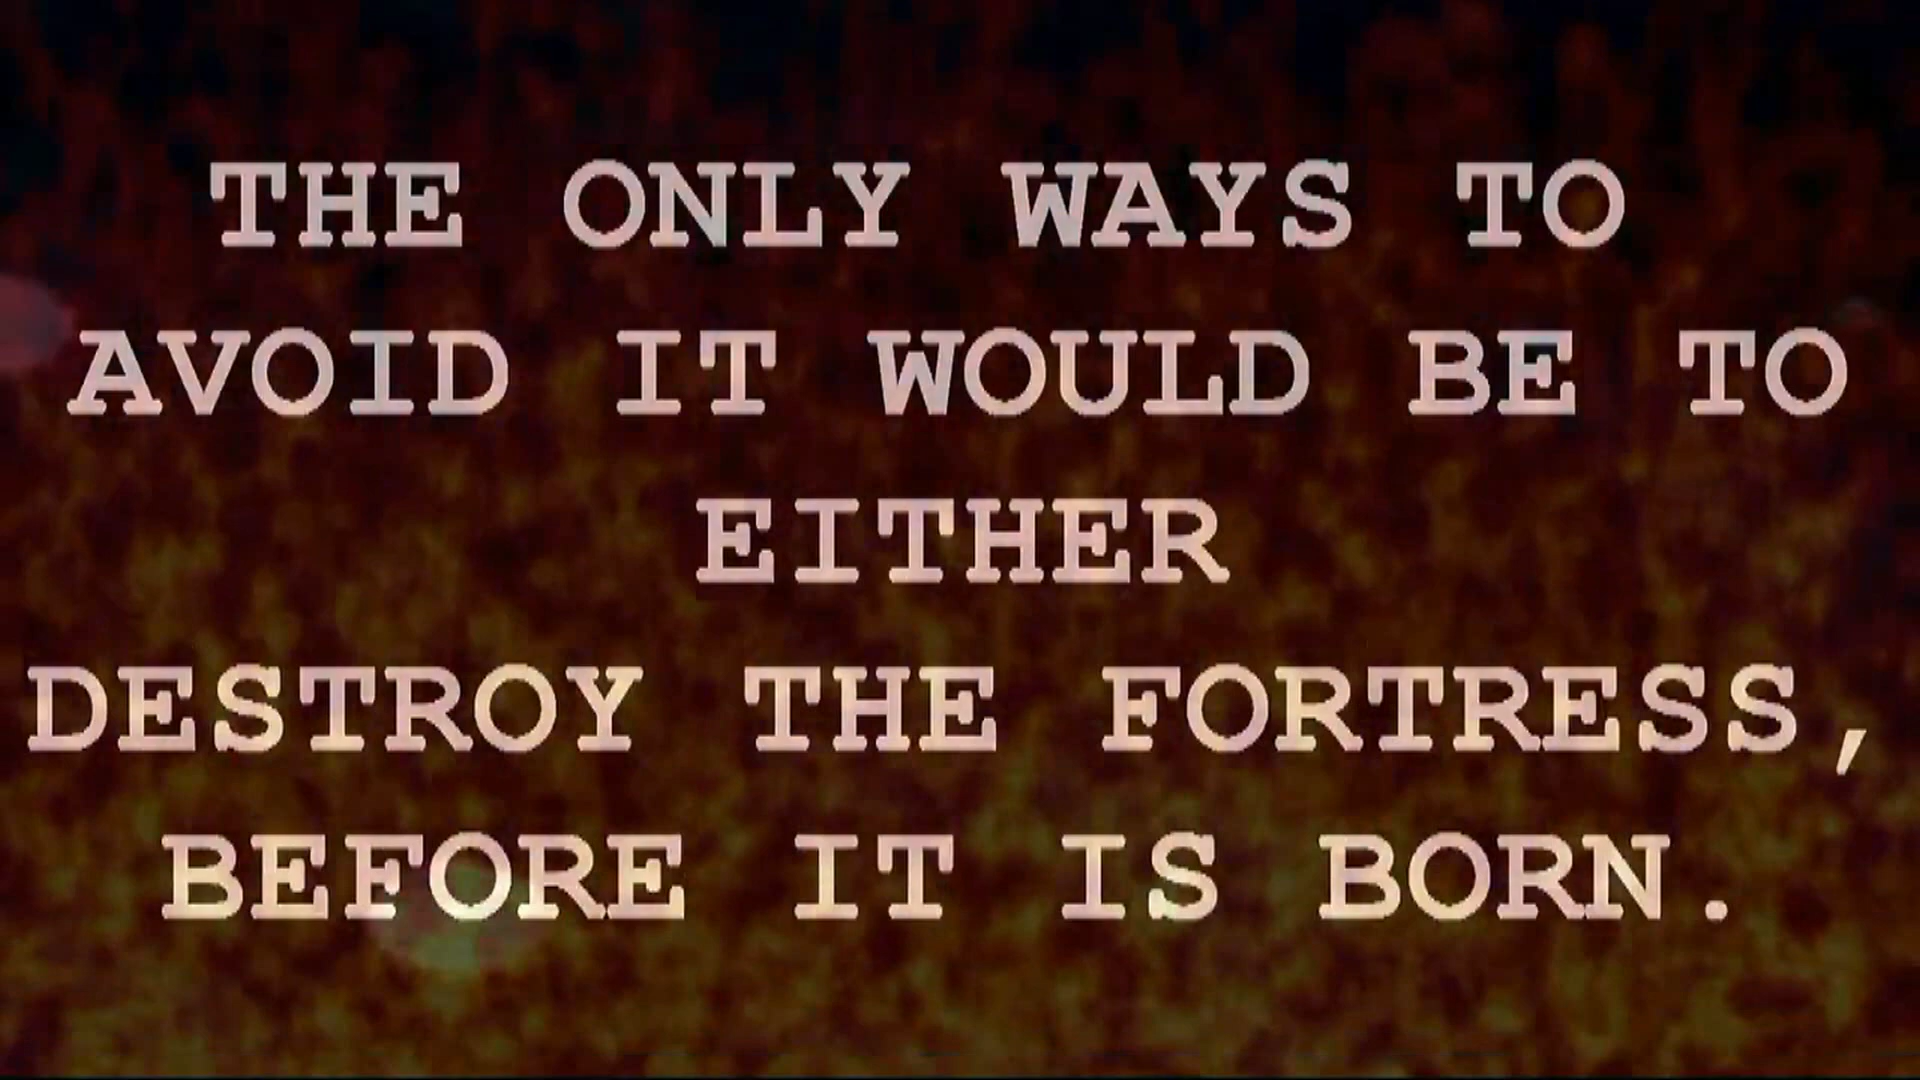 THE ONLY WAYS TO
AVOID IT WOULD BE TO
EITHER
DESTROY THE FORTRESS,
BEFORE IT IS BORN.